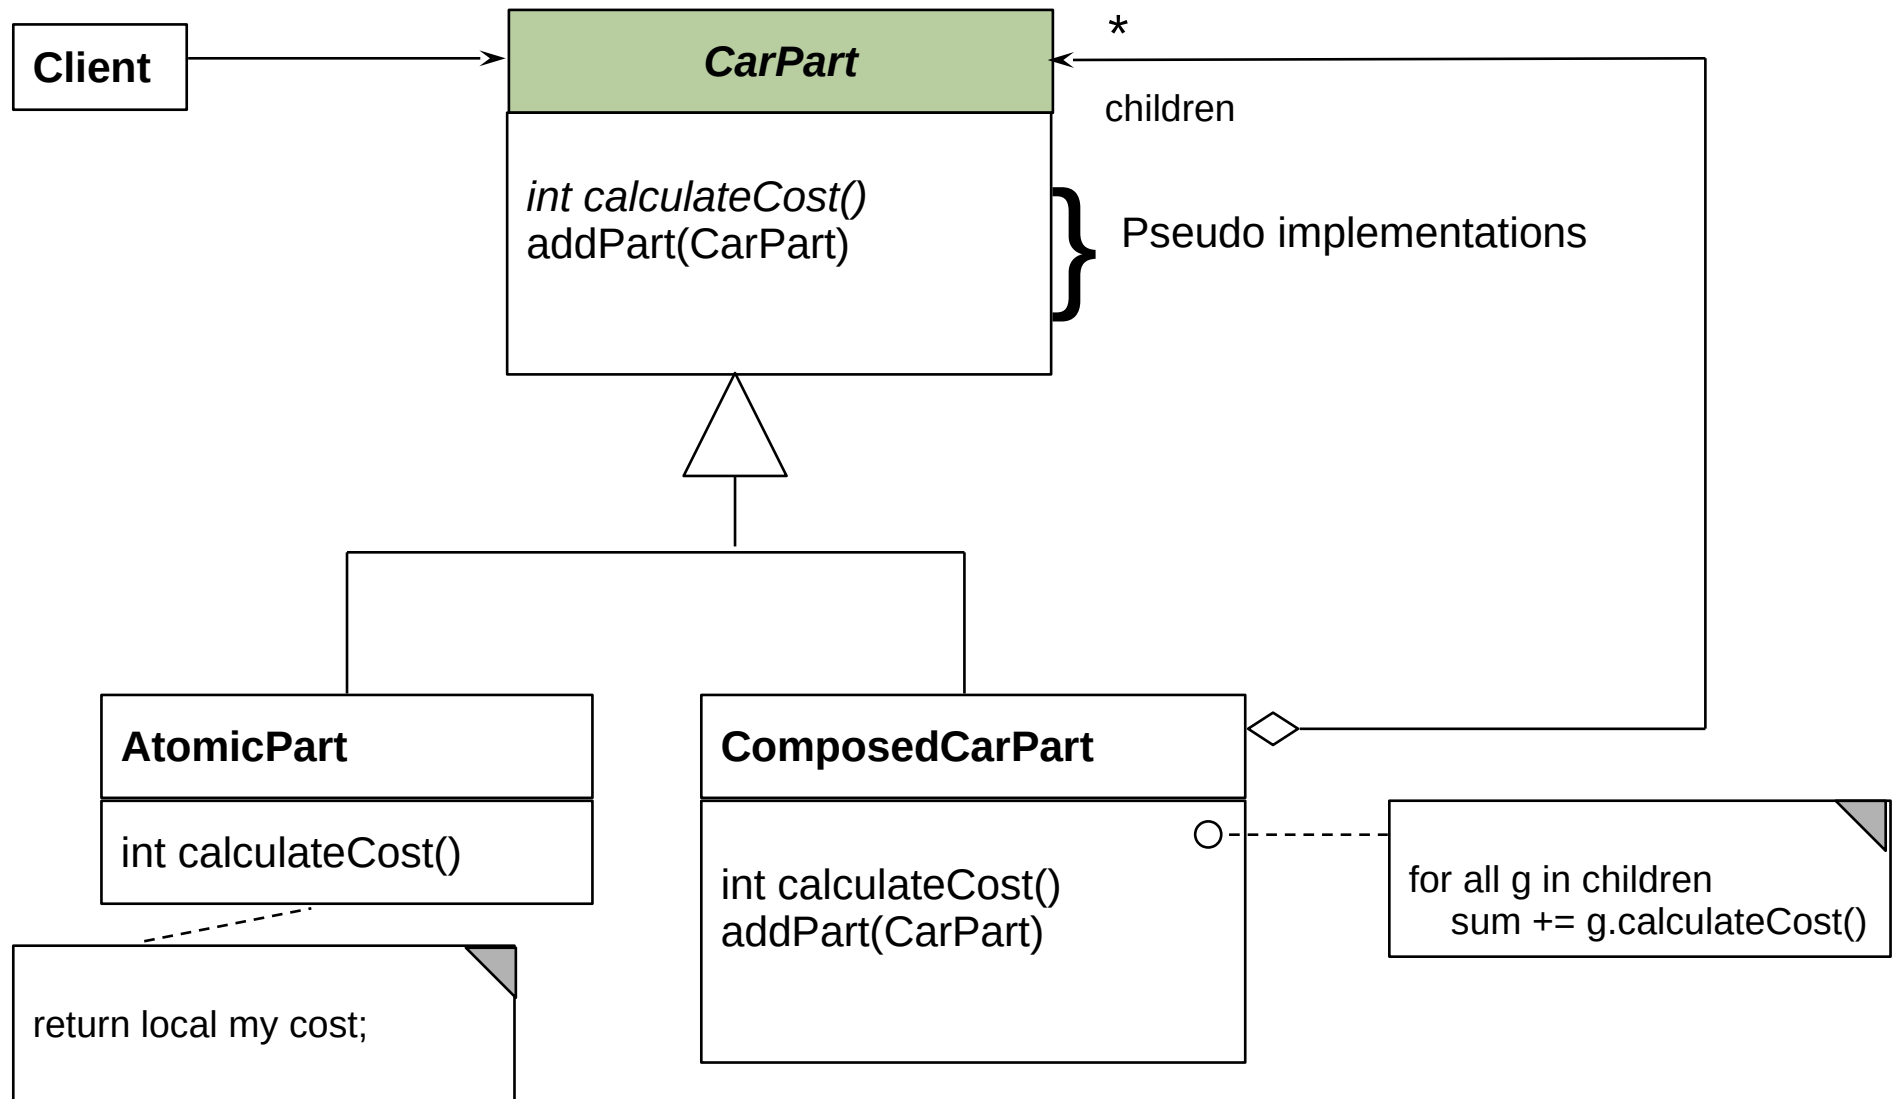 Client
CarPart
*
children
int calculateCost()
addPart(CarPart)
}
Pseudo implementations
AtomicPart
int calculateCost()
return local my cost;
ComposedCarPart
int calculateCost()
addPart(CarPart)
for all g in children
sum += g.calculateCost()